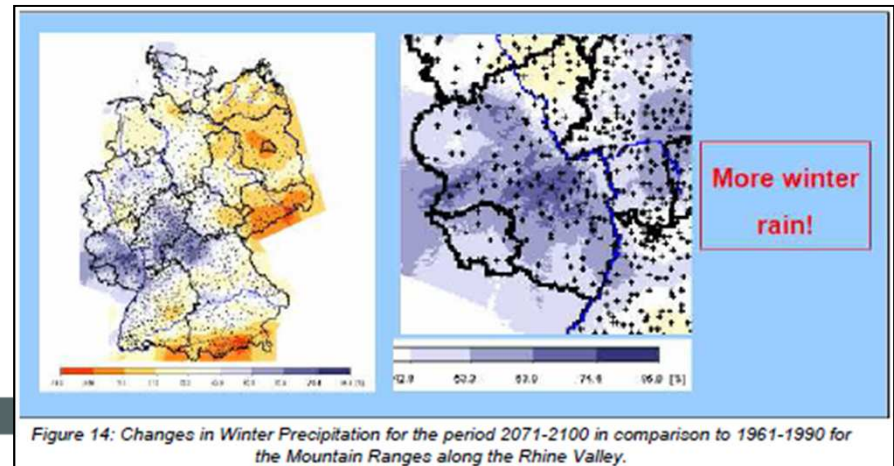 More winter
rain!
Figure 14: Changes in Winter Precipitation for the period 2071-2100 in comparison to 1961-1990 for
the Mountain Ranges along the Rhine Valley.